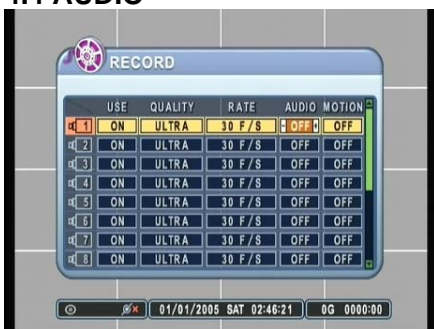 RECORD
USE QUALITY RATE AUDIO MOTION
1 ON ULTRA 30 F/S - OFF + OFF
2 ON ULTRA 30 F/S OFF OFF
3 ON ULTRA 30 F/S OFF OFF
4 ON ULTRA 30 F/S OFF OFF
5 ON ULTRA 30 F/S OFF OFF
6 ON ULTRA 30 F/S OFF OFF
7 ON ULTRA 30 F/S OFF OFF
8 ON ULTRA 30 F/S OFF OFF
01/01/2005 SAT 02:46:21 0G 0000:00